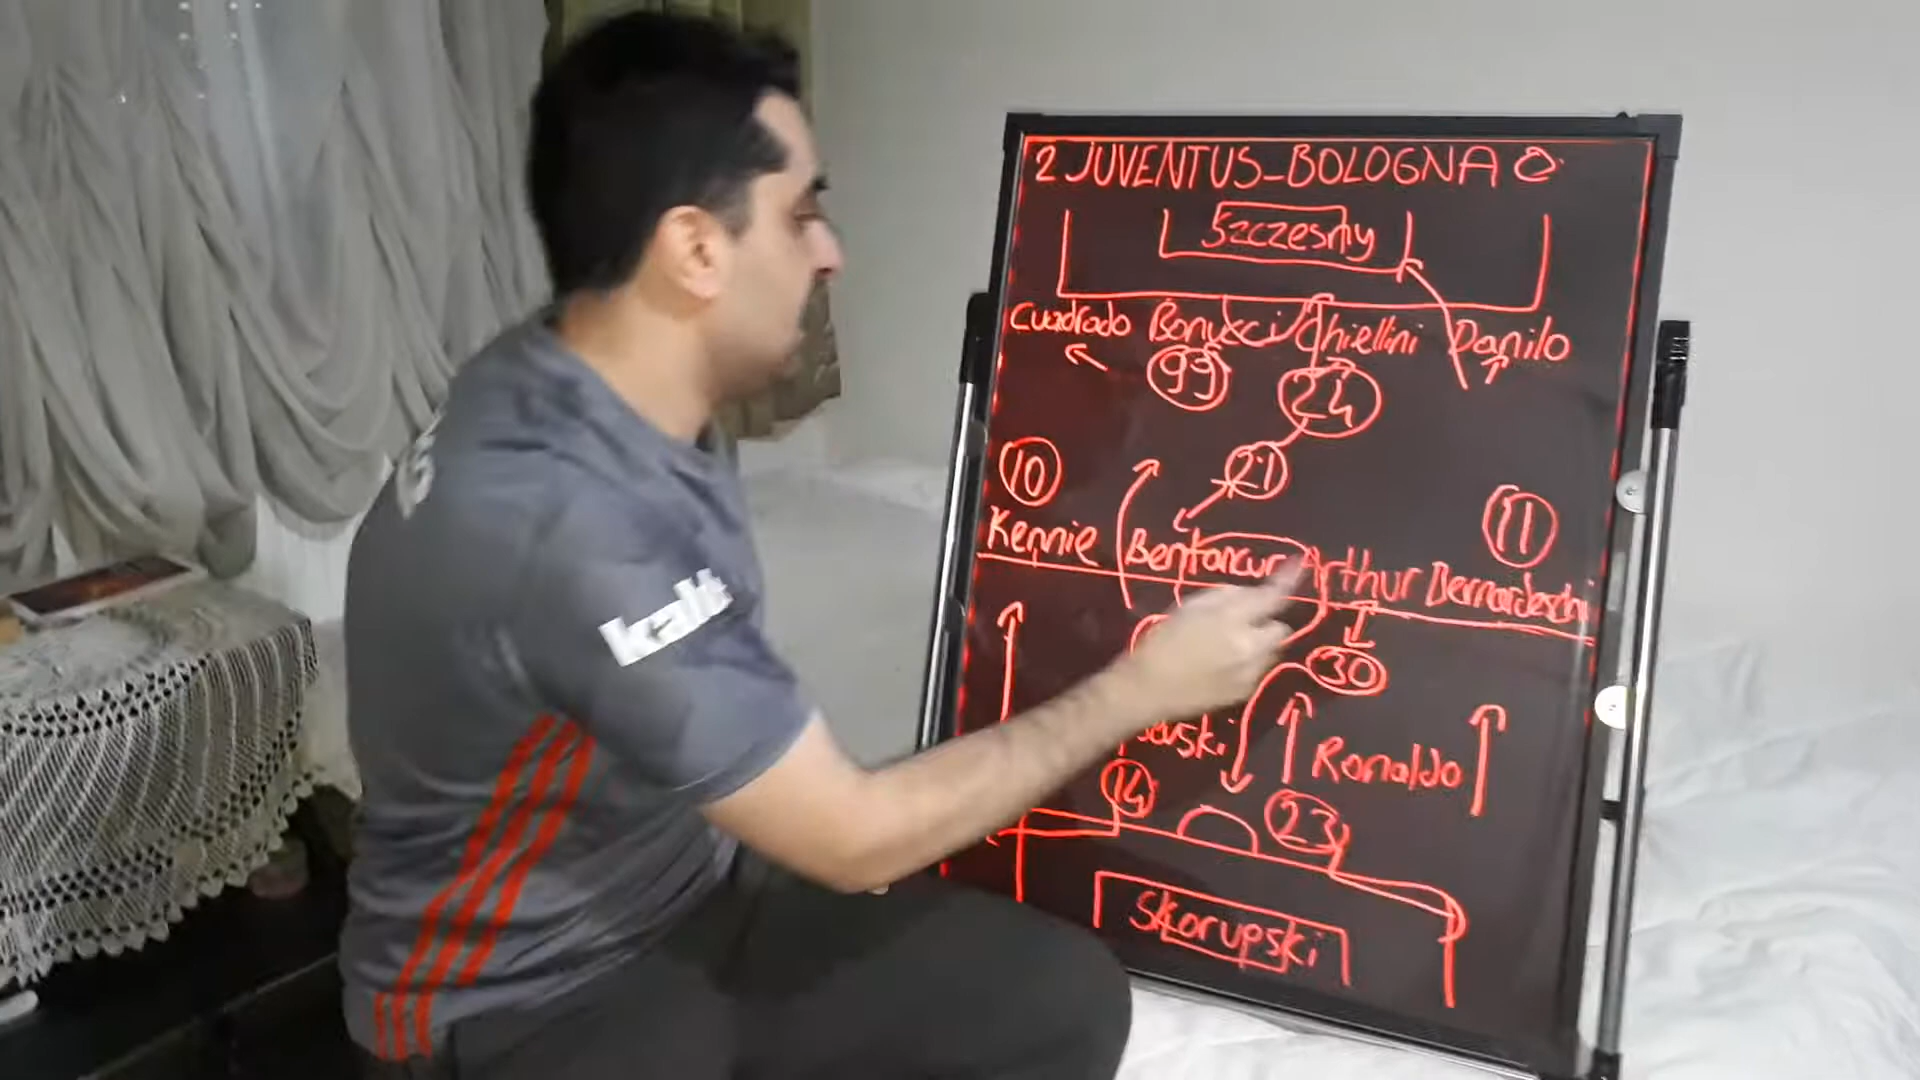 2 JUVENTUS-BOLOGNA 0
Szczesny
Cuadrado Bonucci Chiellini Danilo
99 24
10 21 11
Kennie Bentancur Arthur Bernardeschi
30
Ronaldo
14 23
Skorupski
kalit